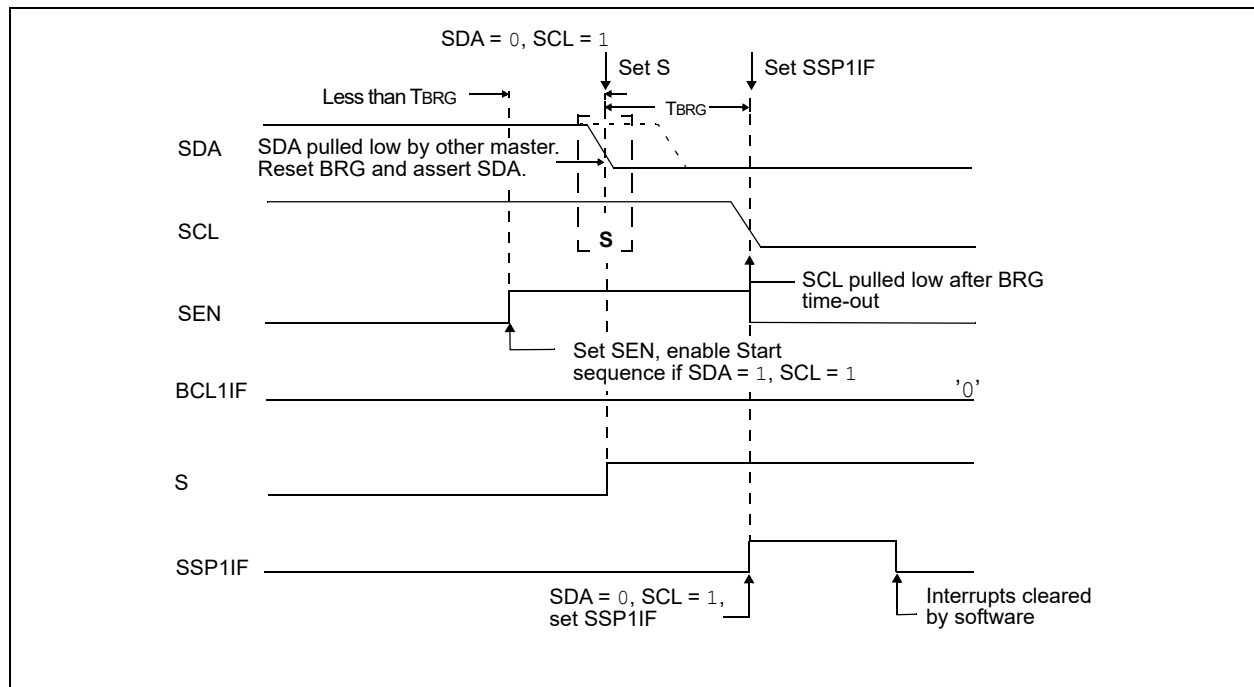 SDA = 0, SCL = 1
Set S
Set SSP1IF
Less than TBRG
TBRG
SDA
SDA pulled low by other master.
Reset BRG and assert SDA.
SCL
S
SCL pulled low after BRG
time-out
SEN
Set SEN, enable Start
sequence if SDA = 1, SCL = 1
BCL1IF
'0'
S
SSP1IF
SDA = 0, SCL = 1,
set SSP1IF
Interrupts cleared
by software